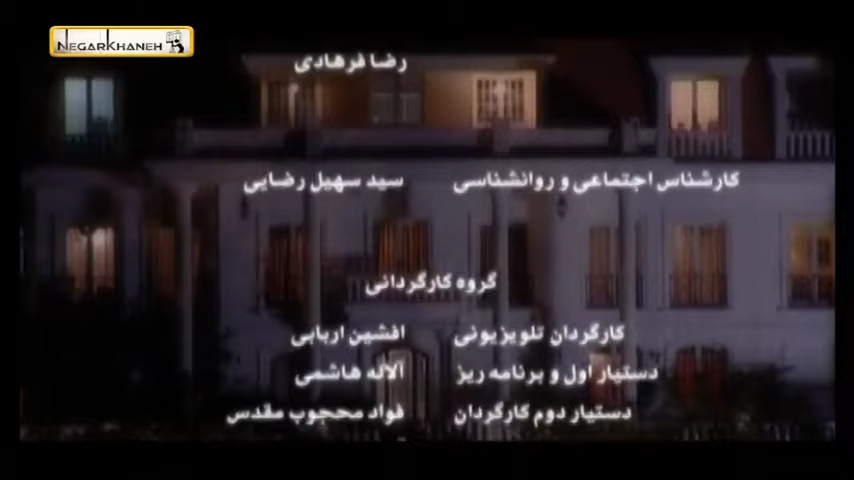 NEGARKHANEH
رضا فرهادی
کارشناس اجتماعی و روانشناسی سید سهیل رضایی
گروه کارگردانی
کارگردان تلویزیونی افشین اربابی
دستیار اول و برنامه ریز آلاله هاشمی
دستیار دوم کارگردان فواد محجوب مقدس